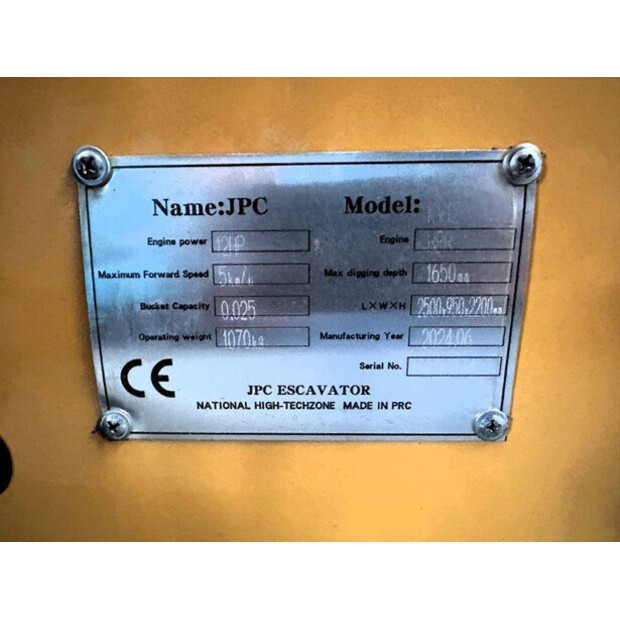 Name:JPC Model:
Engine power 12HP Engine
Maximum Forward Speed 5km/h Max digging depth 1650mm
Bucket Capacity 0.025 L×W×H 2500×950×2200mm
Operating weight 1070kg Manufacturing Year 2024.06
Serial No.
CE
JPC ESCAVATOR
NATIONAL HIGH-TECHZONE MADE IN PRC